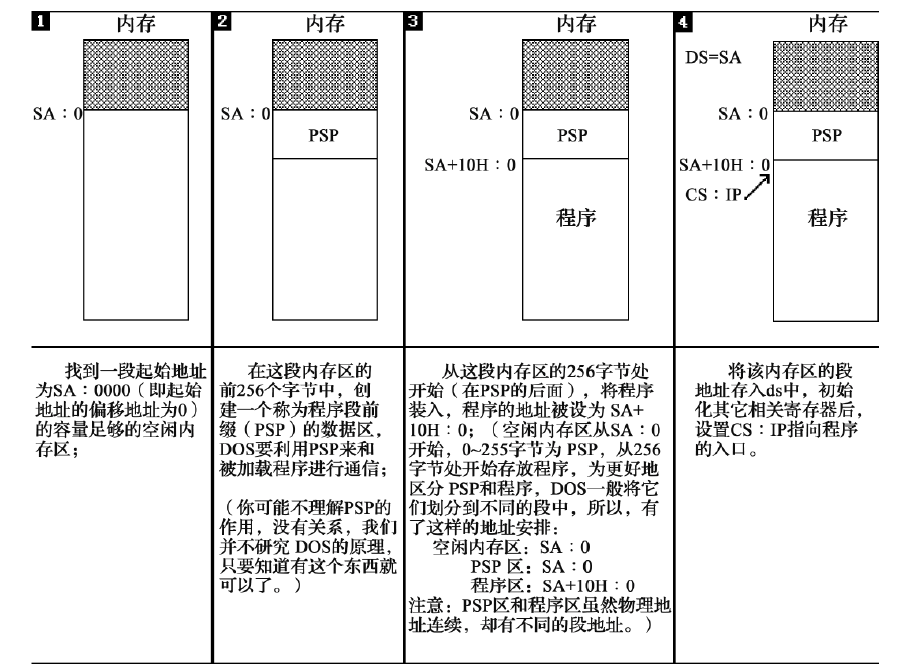 1 内存
SA：0
找到一段起始地址
为SA：0000（即起始
地址的偏移地址为0）
的容量足够的空闲内
存区；
2 内存
SA：0
PSP
在这段内存区的
前256个字节中，创
建一个称为程序段前
缀（PSP）的数据区，
DOS要利用PSP来和
被加载程序进行通信；
（你可能不理解PSP的
作用，没有关系，我们
并不研究 DOS的原理，
只要知道有这个东西就
可以了。）
3 内存
SA：0
PSP
SA+10H：0
程序
从这段内存区的256字节处
开始（在PSP的后面），将程序
装入，程序的地址被设为 SA+
10H：0；（空闲内存区从SA：0
开始，0~255字节为 PSP，从256
字节处开始存放程序，为更好地
区分 PSP和程序，DOS一般将它
们划分到不同的段中，所以，有
了这样的地址安排：
空闲内存区：SA：0
PSP 区：SA：0
程序区：SA+10H：0
注意：PSP区和程序区虽然物理地
址连续，却有不同的段地址。）
4 内存
DS=SA
SA：0
PSP
SA+10H：0
CS：IP
程序
将该内存区的段
地址存入ds中，初始
化其它相关寄存器后，
设置CS：IP指向程序
的入口。